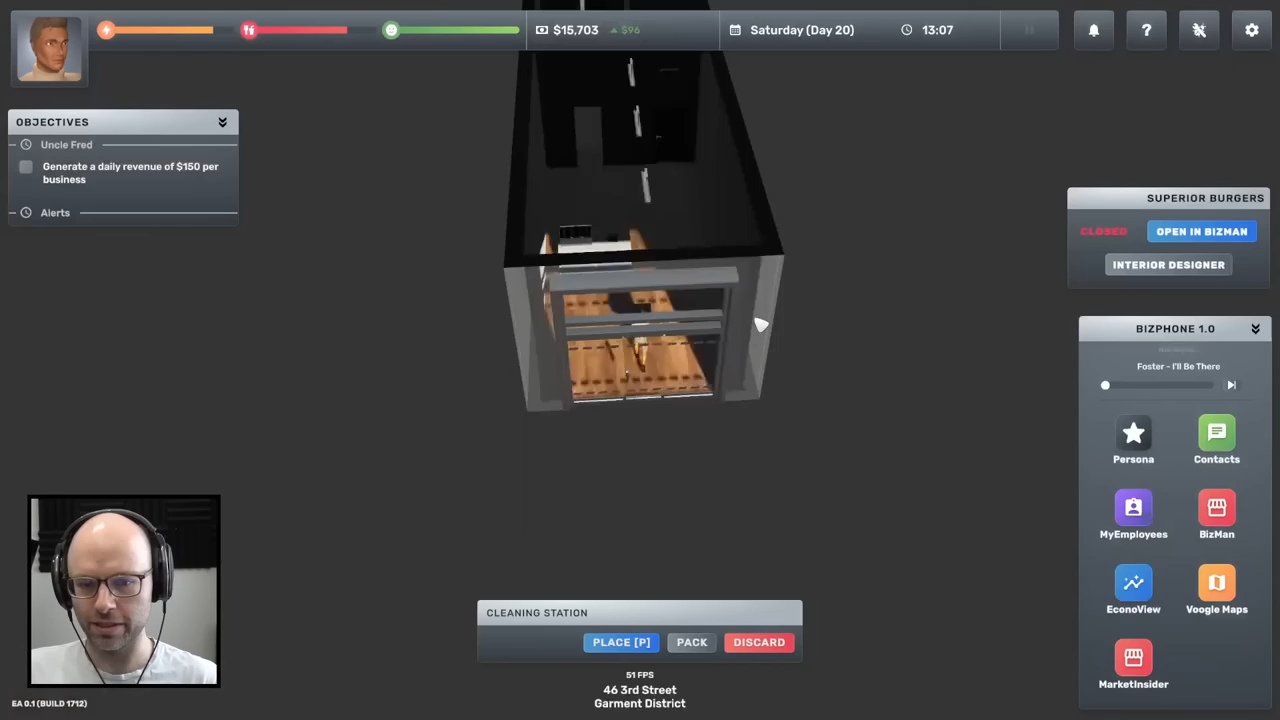 $15,703 $96
Saturday (Day 20)
13:07
?
OBJECTIVES
Uncle Fred
Generate a daily revenue of $150 per
business
Alerts
SUPERIOR BURGERS
CLOSED
OPEN IN BIZMAN
INTERIOR DESIGNER
BIZPHONE 1.0
Foster - I'll Be There
Persona
Contacts
MyEmployees
BizMan
EconoView
Voogle Maps
MarketInsider
CLEANING STATION
PLACE [P]
PACK
DISCARD
51 FPS
46 3rd Street
Garment District
EA 0.1 (BUILD 1712)